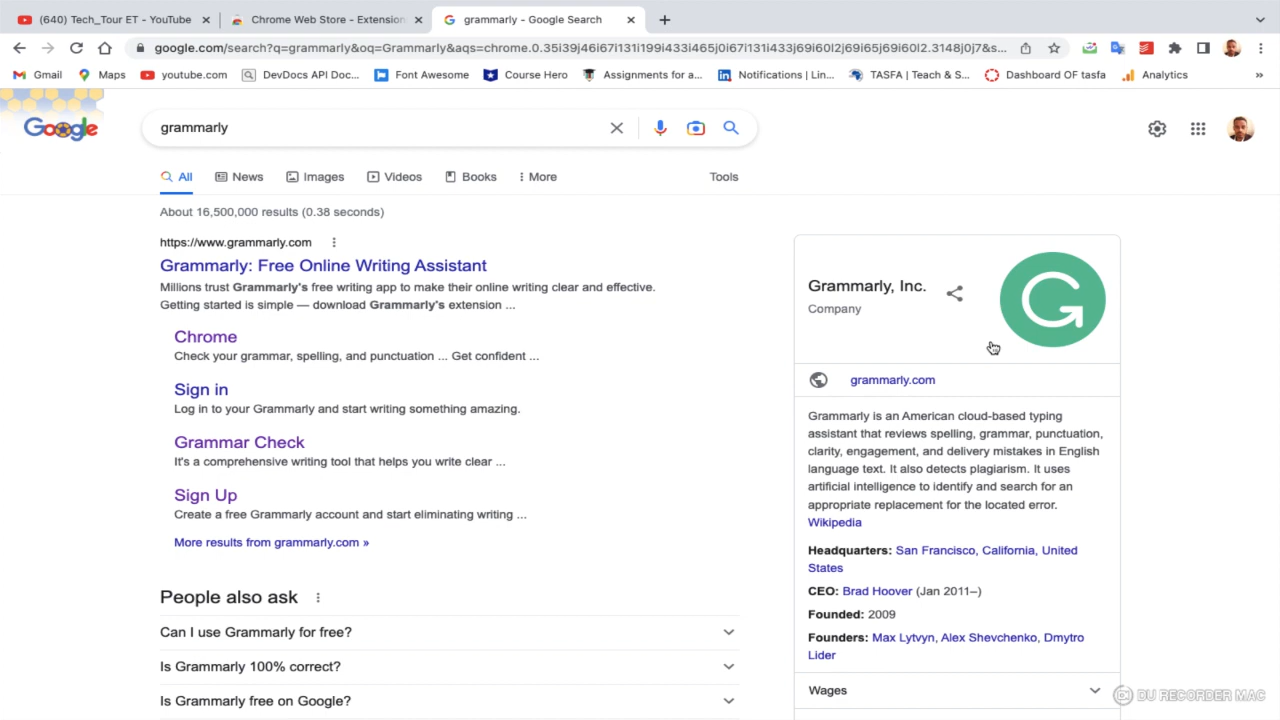 (640) Tech_Tour ET - YouTube
Chrome Web Store - Extension
grammarly - Google Search
google.com/search?q=grammarly&oq=Grammarly&aqs=chrome.0.35i39j46i67i131i199i433i465j0i67i131i433j69i60l2j69i65j69i60l2.3148j0j7&s...
Gmail
Maps
youtube.com
DevDocs API Doc...
Font Awesome
Course Hero
Assignments for a...
Notifications | Lin...
TASFA | Teach & S...
Dashboard OF tasfa
Analytics
»
Google
grammarly
All
News
Images
Videos
Books
More
Tools
About 16,500,000 results (0.38 seconds)
https://www.grammarly.com
Grammarly: Free Online Writing Assistant
Millions trust Grammarly's free writing app to make their online writing clear and effective.
Getting started is simple — download Grammarly's extension ...
Chrome
Check your grammar, spelling, and punctuation ... Get confident ...
Sign in
Log in to your Grammarly and start writing something amazing.
Grammar Check
It's a comprehensive writing tool that helps you write clear ...
Sign Up
Create a free Grammarly account and start eliminating writing ...
More results from grammarly.com »
People also ask
Can I use Grammarly for free?
Is Grammarly 100% correct?
Is Grammarly free on Google?
Grammarly, Inc.
Company
grammarly.com
Grammarly is an American cloud-based typing
assistant that reviews spelling, grammar, punctuation,
clarity, engagement, and delivery mistakes in English
language text. It also detects plagiarism. It uses
artificial intelligence to identify and search for an
appropriate replacement for the located error.
Wikipedia
Headquarters: San Francisco, California, United
States
CEO: Brad Hoover (Jan 2011–)
Founded: 2009
Founders: Max Lytvyn, Alex Shevchenko, Dmytro
Lider
Wages
DU RECORDER MAC